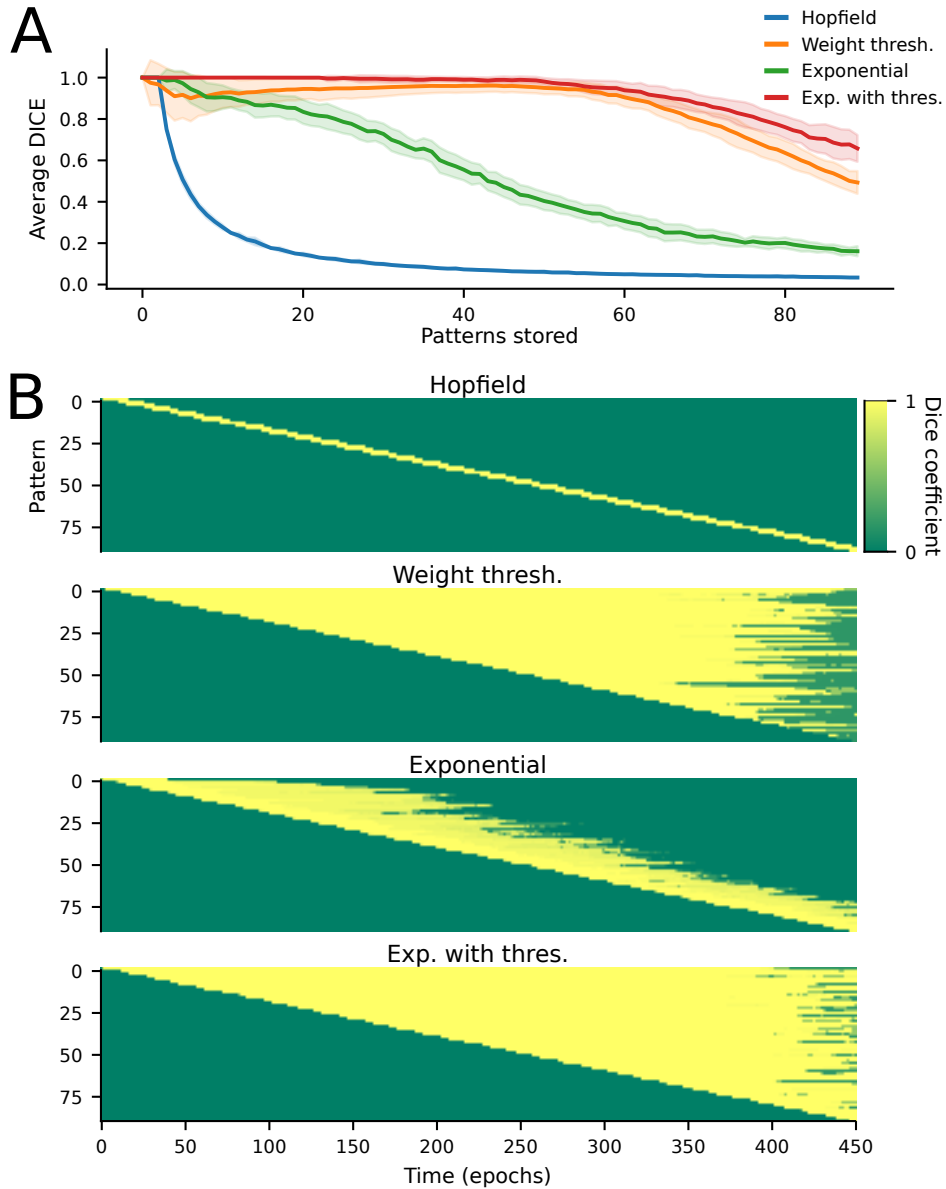 A
Hopfield
Weight thresh.
Exponential
Exp. with thres.
Average DICE
1.0
0.8
0.6
0.4
0.2
0.0
0 20 40 60 80
Patterns stored
B
Hopfield
Pattern
0
25
50
75
1
0
Dice coefficient
Weight thresh.
0
25
50
75
Exponential
0
25
50
75
Exp. with thres.
0
25
50
75
0 50 100 150 200 250 300 350 400 450
Time (epochs)